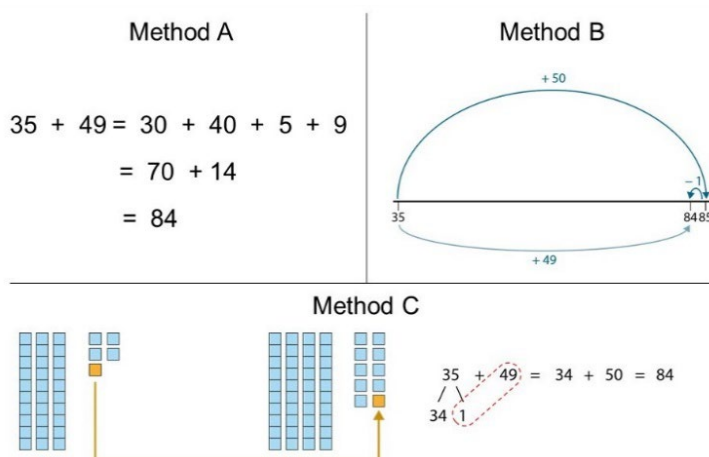 Method A
35 + 49 = 30 + 40 + 5 + 9
= 70 + 14
= 84
Method B
+ 50
− 1
35
84 85
+ 49
Method C
35 + 49 = 34 + 50 = 84
34 1